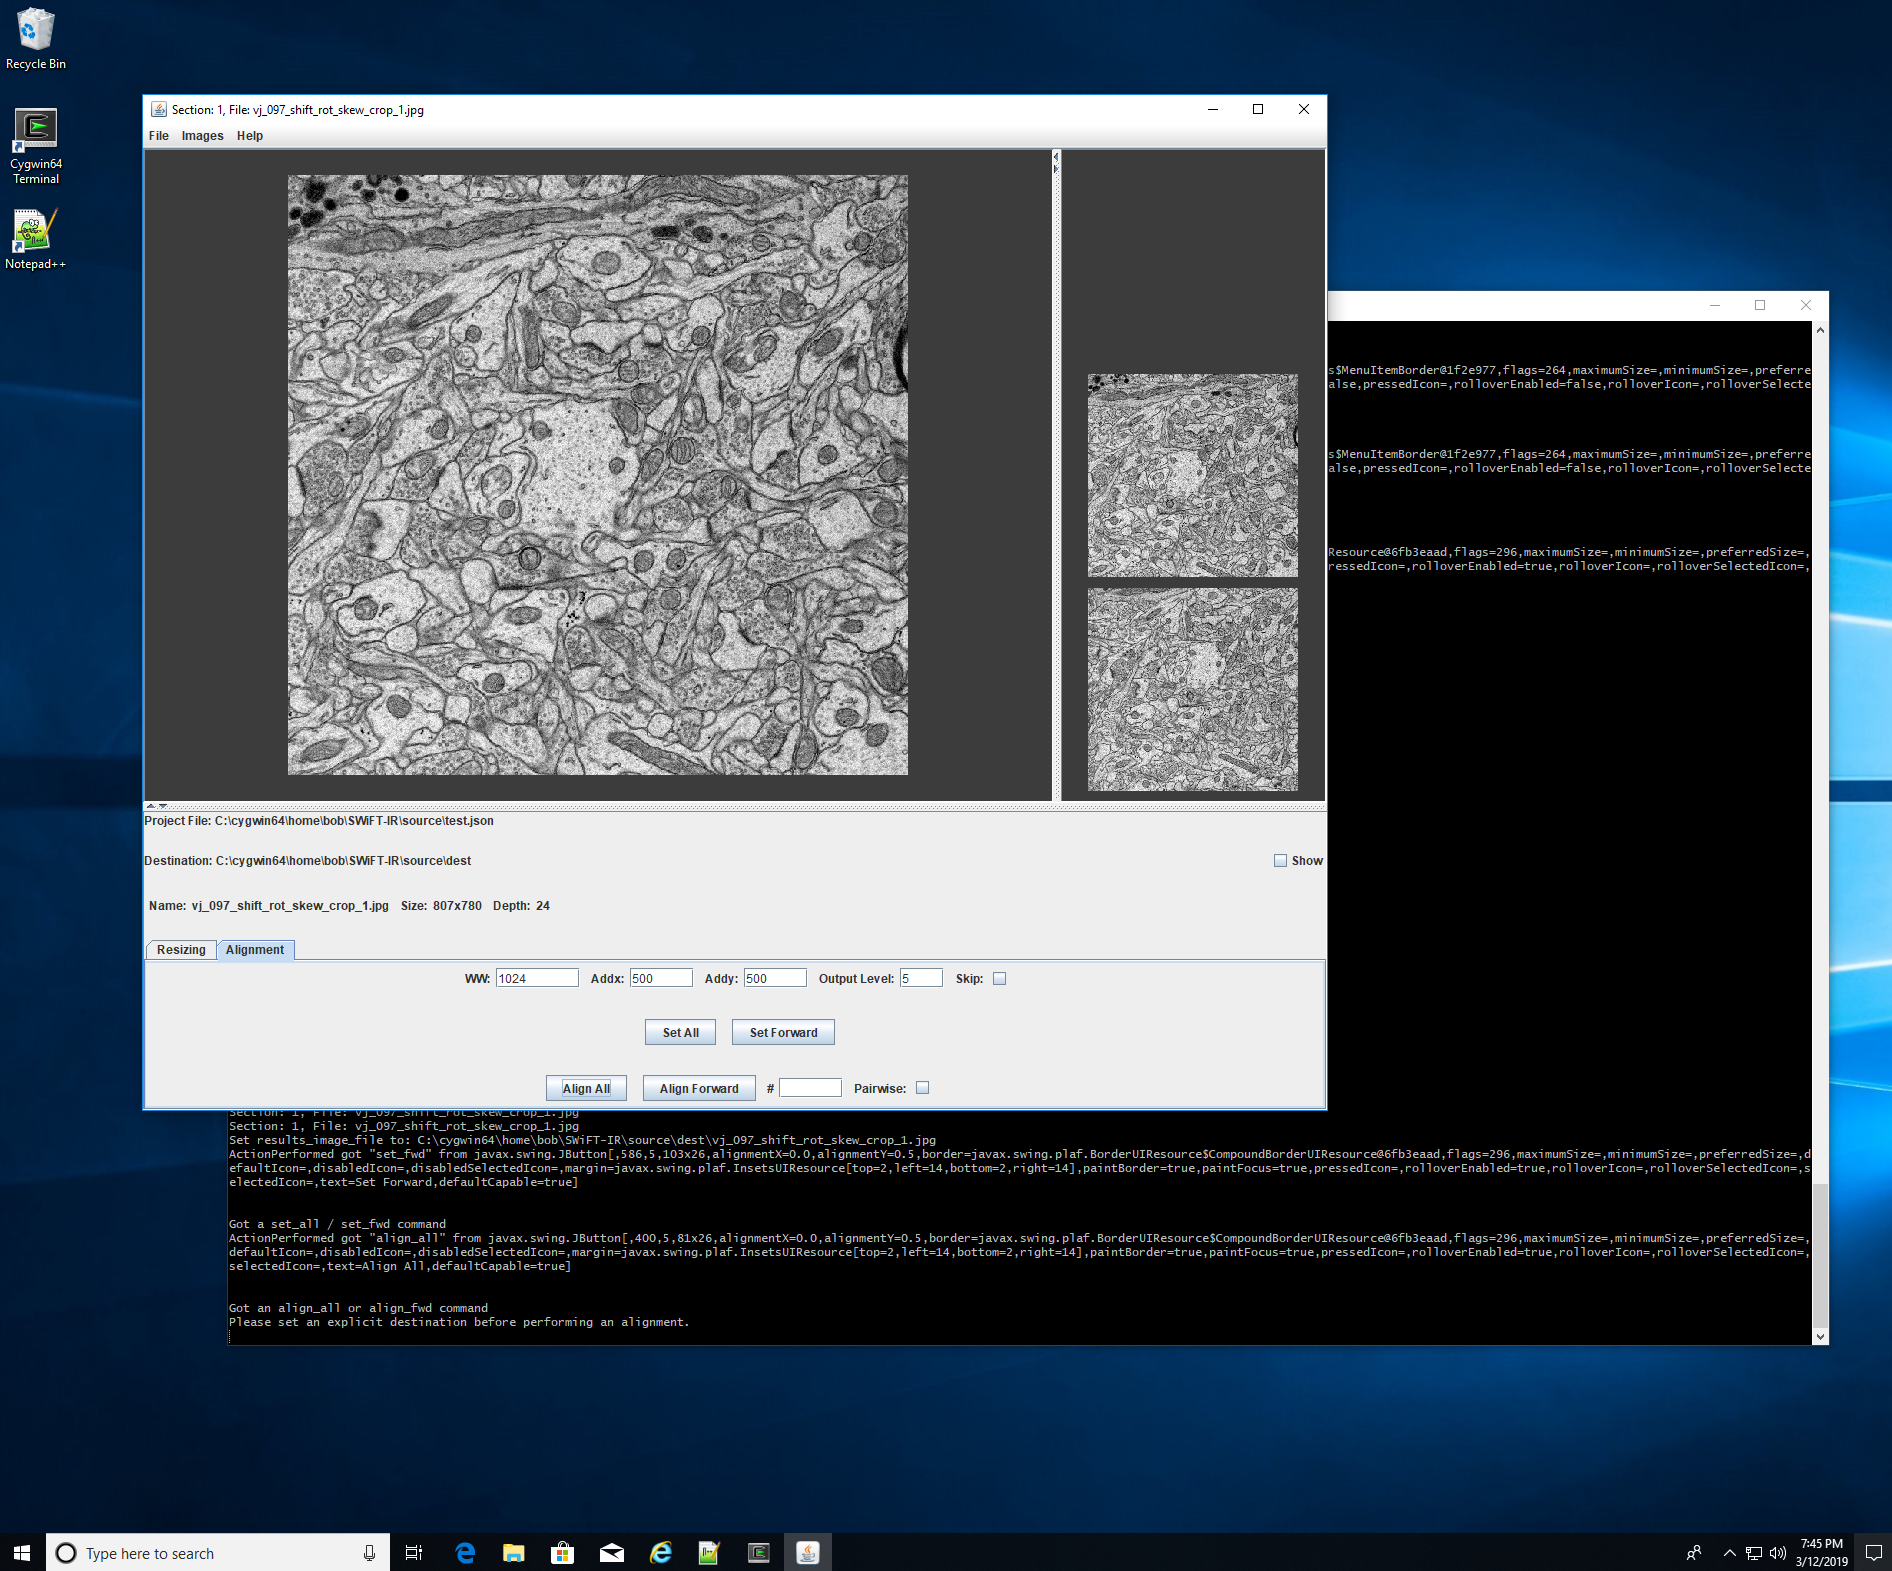 Recycle Bin
Cygwin64
Terminal
Notepad++
Section: 1, File: vj_097_shift_rot_skew_crop_1.jpg
File Images Help
s$MenuItemBorder@1f2e977,flags=264,maximumSize=,minimumSize=,preferre
alse,pressedIcon=,rolloverEnabled=false,rolloverIcon=,rolloverSelecte
s$MenuItemBorder@1f2e977,flags=264,maximumSize=,minimumSize=,preferre
alse,pressedIcon=,rolloverEnabled=false,rolloverIcon=,rolloverSelecte
Resource@6fb3eaad,flags=296,maximumSize=,minimumSize=,preferredSize=,
ressedIcon=,rolloverEnabled=true,rolloverIcon=,rolloverSelectedIcon=,
Project File: C:\cygwin64\home\bob\SWiFT-IR\source\test.json
Destination: C:\cygwin64\home\bob\SWiFT-IR\source\dest
Show
Name: vj_097_shift_rot_skew_crop_1.jpg Size: 807x780 Depth: 24
Resizing Alignment
WW: 1024 Addx: 500 Addy: 500 Output Level: 5 Skip:
Set All Set Forward
Align All Align Forward # Pairwise:
Section: 1, File: vj_097_shift_rot_skew_crop_1.jpg
Section: 1, File: vj_097_shift_rot_skew_crop_1.jpg
Set results_image_file to: C:\cygwin64\home\bob\SWiFT-IR\source\dest\vj_097_shift_rot_skew_crop_1.jpg
ActionPerformed got "set_fwd" from javax.swing.JButton[,586,5,103x26,alignmentX=0.0,alignmentY=0.5,border=javax.swing.plaf.BorderUIResource$CompoundBorderUIResource@6fb3eaad,flags=296,maximumSize=,minimumSize=,preferredSize=,d
efaultIcon=,disabledIcon=,disabledSelectedIcon=,margin=javax.swing.plaf.InsetsUIResource[top=2,left=14,bottom=2,right=14],paintBorder=true,paintFocus=true,pressedIcon=,rolloverEnabled=true,rolloverIcon=,rolloverSelectedIcon=,s
electedIcon=,text=Set Forward,defaultCapable=true]
Got a set_all / set_fwd command
ActionPerformed got "align_all" from javax.swing.JButton[,400,5,81x26,alignmentX=0.0,alignmentY=0.5,border=javax.swing.plaf.BorderUIResource$CompoundBorderUIResource@6fb3eaad,flags=296,maximumSize=,minimumSize=,preferredSize=,
defaultIcon=,disabledIcon=,disabledSelectedIcon=,margin=javax.swing.plaf.InsetsUIResource[top=2,left=14,bottom=2,right=14],paintBorder=true,paintFocus=true,pressedIcon=,rolloverEnabled=true,rolloverIcon=,rolloverSelectedIcon=,
selectedIcon=,text=Align All,defaultCapable=true]
Got an align_all or align_fwd command
Please set an explicit destination before performing an alignment.
Type here to search
7:45 PM
3/12/2019